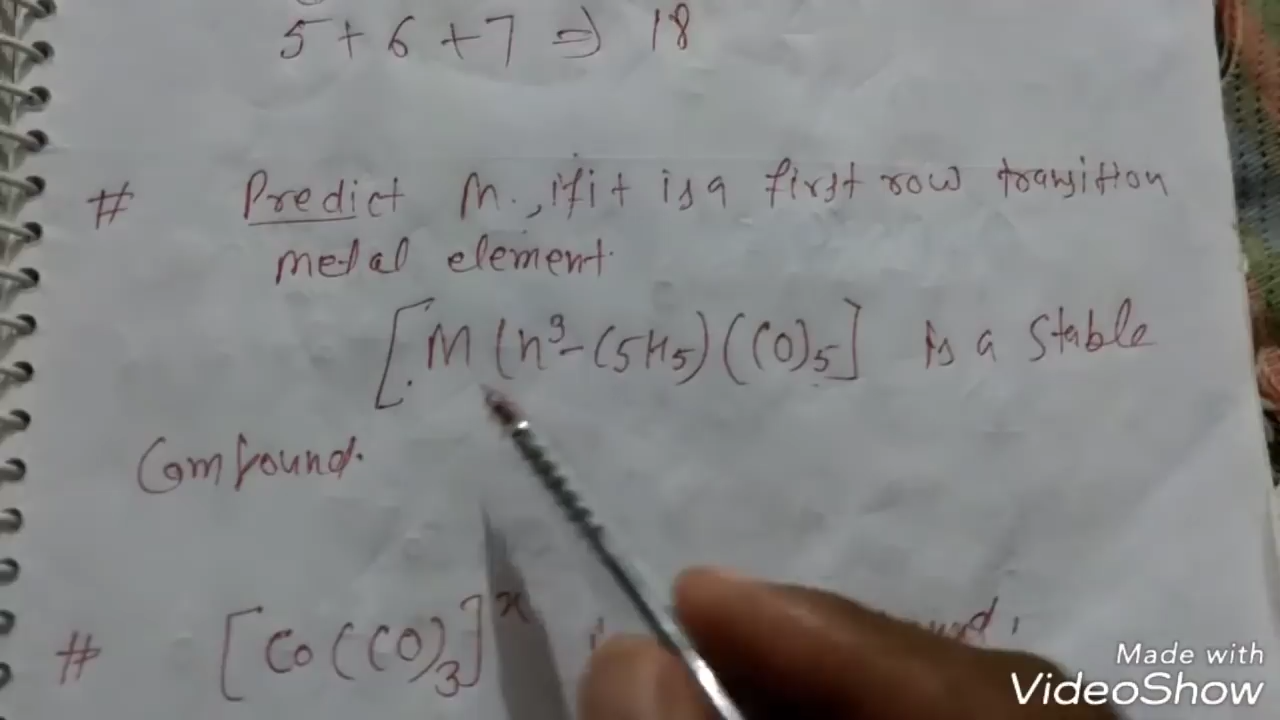 5 + 6 + 7 ⇒ 18
# Predict M., if it is a first row transition
metal element.
[M(η³-C5H5)(CO)5] is a stable
Compound.
# [Co(CO)3]ˣ
Made with
VideoShow